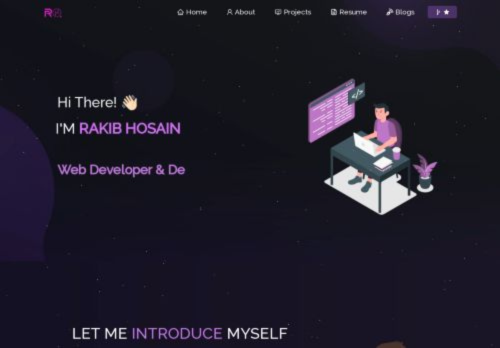 Home
About
Projects
Resume
Blogs
Hi There! 👋🏻
I'M RAKIB HOSAIN
Web Developer & De
LET ME INTRODUCE MYSELF